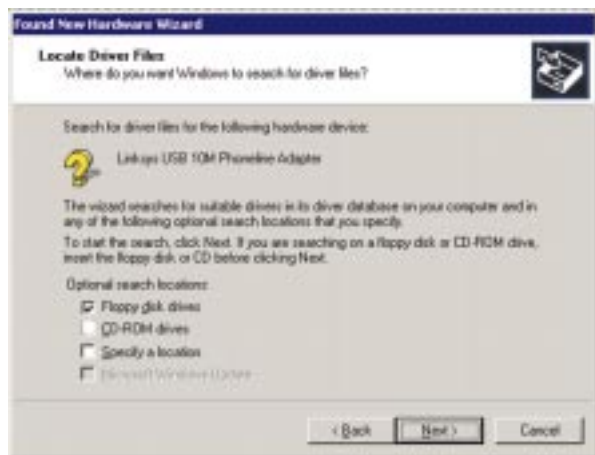 Found New Hardware Wizard
Locate Driver Files
Where do you want Windows to search for driver files?
Search for driver files for the following hardware device:
Linksys USB 10M Phoneline Adapter
The wizard searches for suitable drivers in its driver database on your computer and in
any of the following optional search locations that you specify.
To start the search, click Next. If you are searching on a floppy disk or CD-ROM drive,
insert the floppy disk or CD before clicking Next.
Optional search locations:
Floppy disk drives
CD-ROM drives
Specify a location
Microsoft Windows Update
< Back
Next >
Cancel